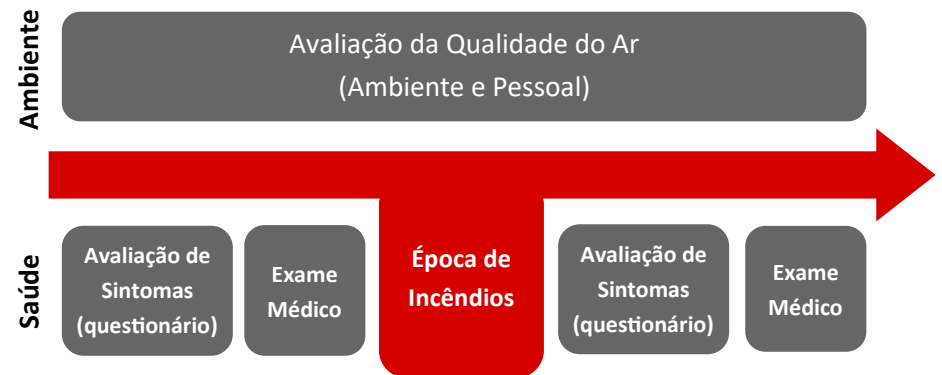 Ambiente
Avaliação da Qualidade do Ar
(Ambiente e Pessoal)
Saúde
Avaliação de
Sintomas
(questionário)
Exame
Médico
Época de
Incêndios
Avaliação de
Sintomas
(questionário)
Exame
Médico